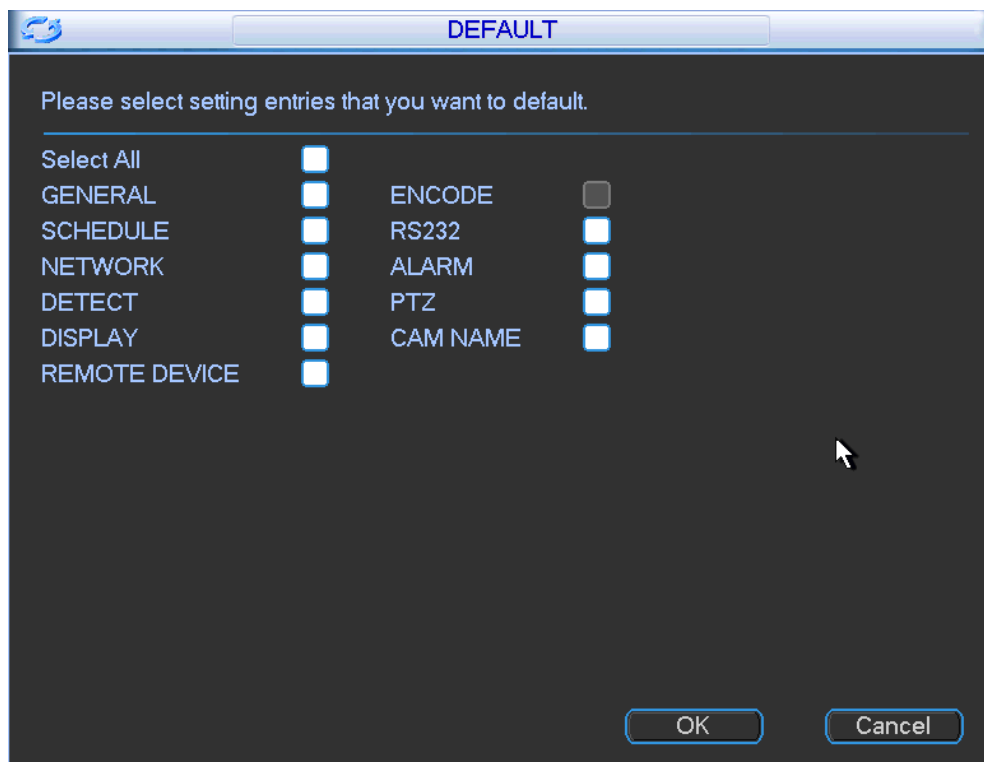 DEFAULT
Please select setting entries that you want to default.
Select All
GENERAL ENCODE
SCHEDULE RS232
NETWORK ALARM
DETECT PTZ
DISPLAY CAM NAME
REMOTE DEVICE
OK Cancel